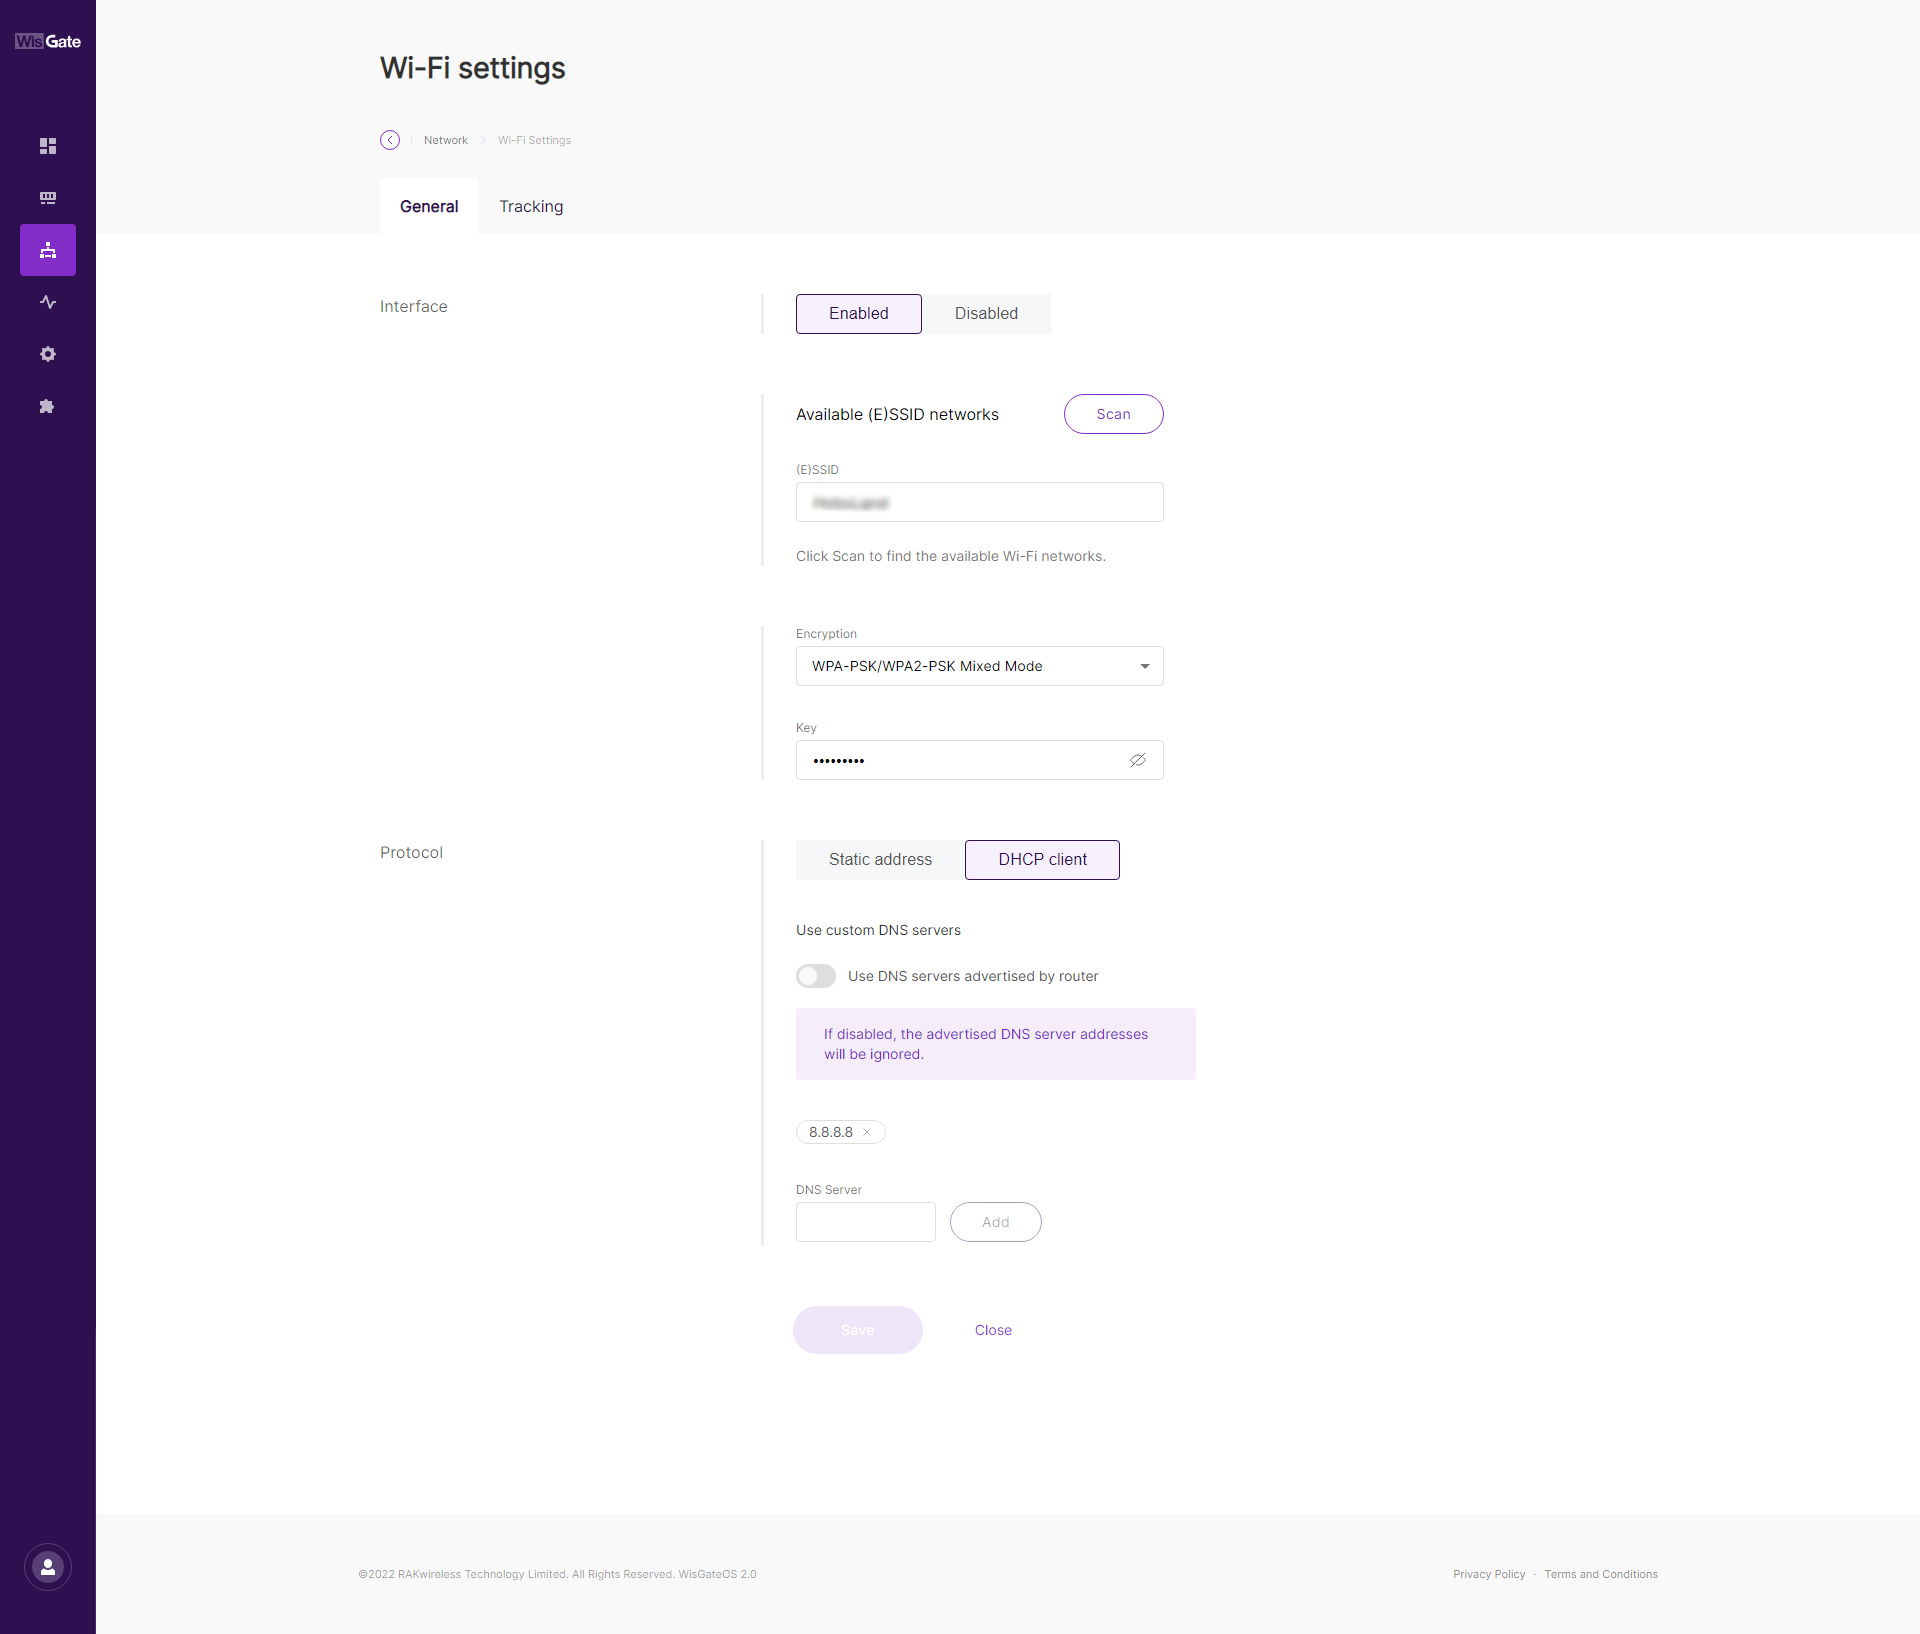 WisGate
Wi-Fi settings
Network
Wi-Fi Settings
General
Tracking
Interface
Enabled
Disabled
Available (E)SSID networks
Scan
(E)SSID
Click Scan to find the available Wi-Fi networks.
Encryption
WPA-PSK/WPA2-PSK Mixed Mode
Key
•••••••••
Protocol
Static address
DHCP client
Use custom DNS servers
Use DNS servers advertised by router
If disabled, the advertised DNS server addresses
will be ignored.
8.8.8.8
DNS Server
Add
Save
Close
©2022 RAKwireless Technology Limited. All Rights Reserved. WisGateOS 2.0
Privacy Policy · Terms and Conditions